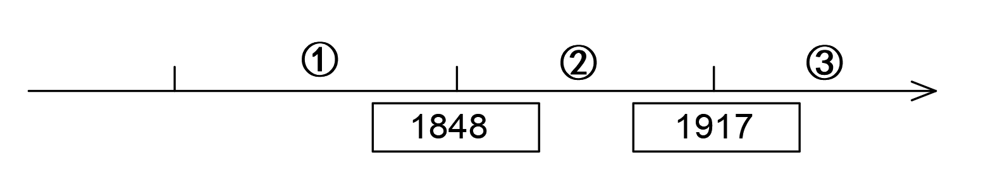 ① ② ③
1848 1917